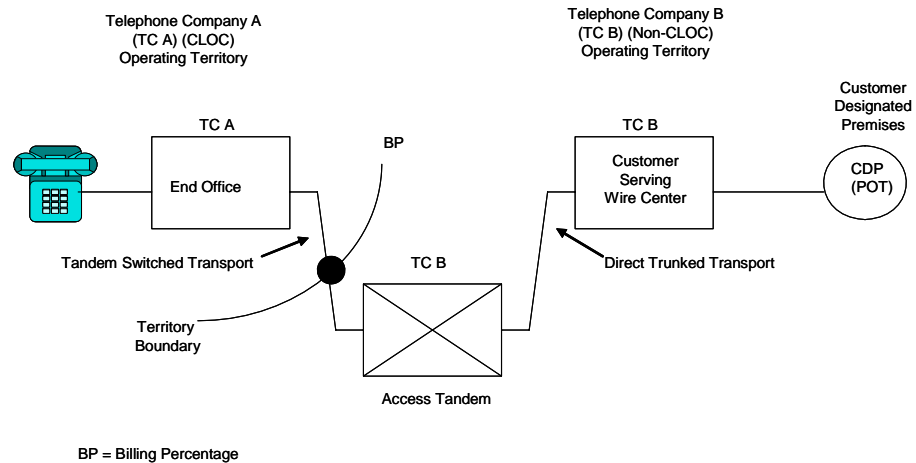 Telephone Company A
(TC A) (CLOC)
Operating Territory
Telephone Company B
(TC B) (Non-CLOC)
Operating Territory
Customer
Designated
Premises
TC A
BP
TC B
End Office
Customer
Serving
Wire Center
CDP
(POT)
Tandem Switched Transport
TC B
Direct Trunked Transport
Territory
Boundary
Access Tandem
BP = Billing Percentage